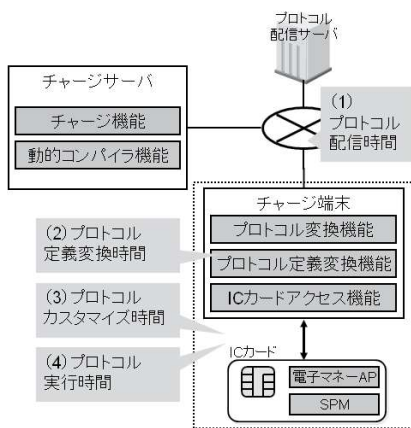 プロトコル
配信サーバ
チャージサーバ
チャージ機能
動的コンパイラ機能
(1)
プロトコル
配信時間
チャージ端末
プロトコル変換機能
プロトコル定義変換機能
ICカードアクセス機能
(2)プロトコル
定義変換時間
(3)プロトコル
カスタマイズ時間
(4)プロトコル
実行時間
ICカード
電子マネーAP
SPM